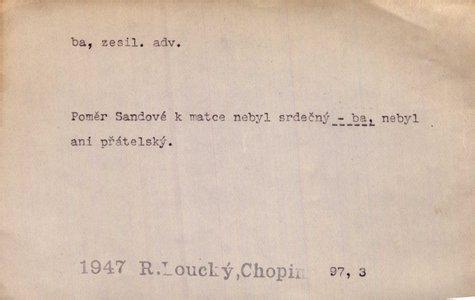 ba, zesil. adv.
Poměr Sandové k matce nebyl srdečný - ba, nebyl
ani přátelský.
1947 R.Loucký,Chopin 97, 3